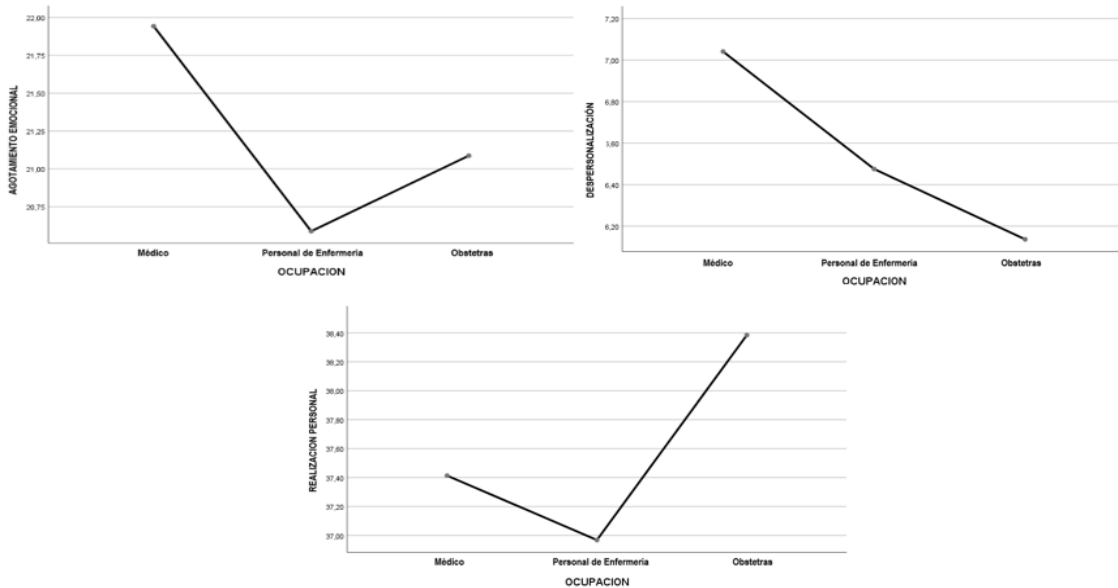 22,00
21,75
21,50
21,25
21,00
20,75
AGOTAMIENTO EMOCIONAL
Médico
Personal de Enfermería
Obstetras
OCUPACION
7,20
7,00
6,80
6,60
6,40
6,20
DESPERSONALIZACIÓN
Médico
Personal de Enfermería
Obstetras
OCUPACION
38,40
38,20
38,00
37,80
37,60
37,40
37,20
37,00
REALIZACION PERSONAL
Médico
Personal de Enfermería
Obstetras
OCUPACION